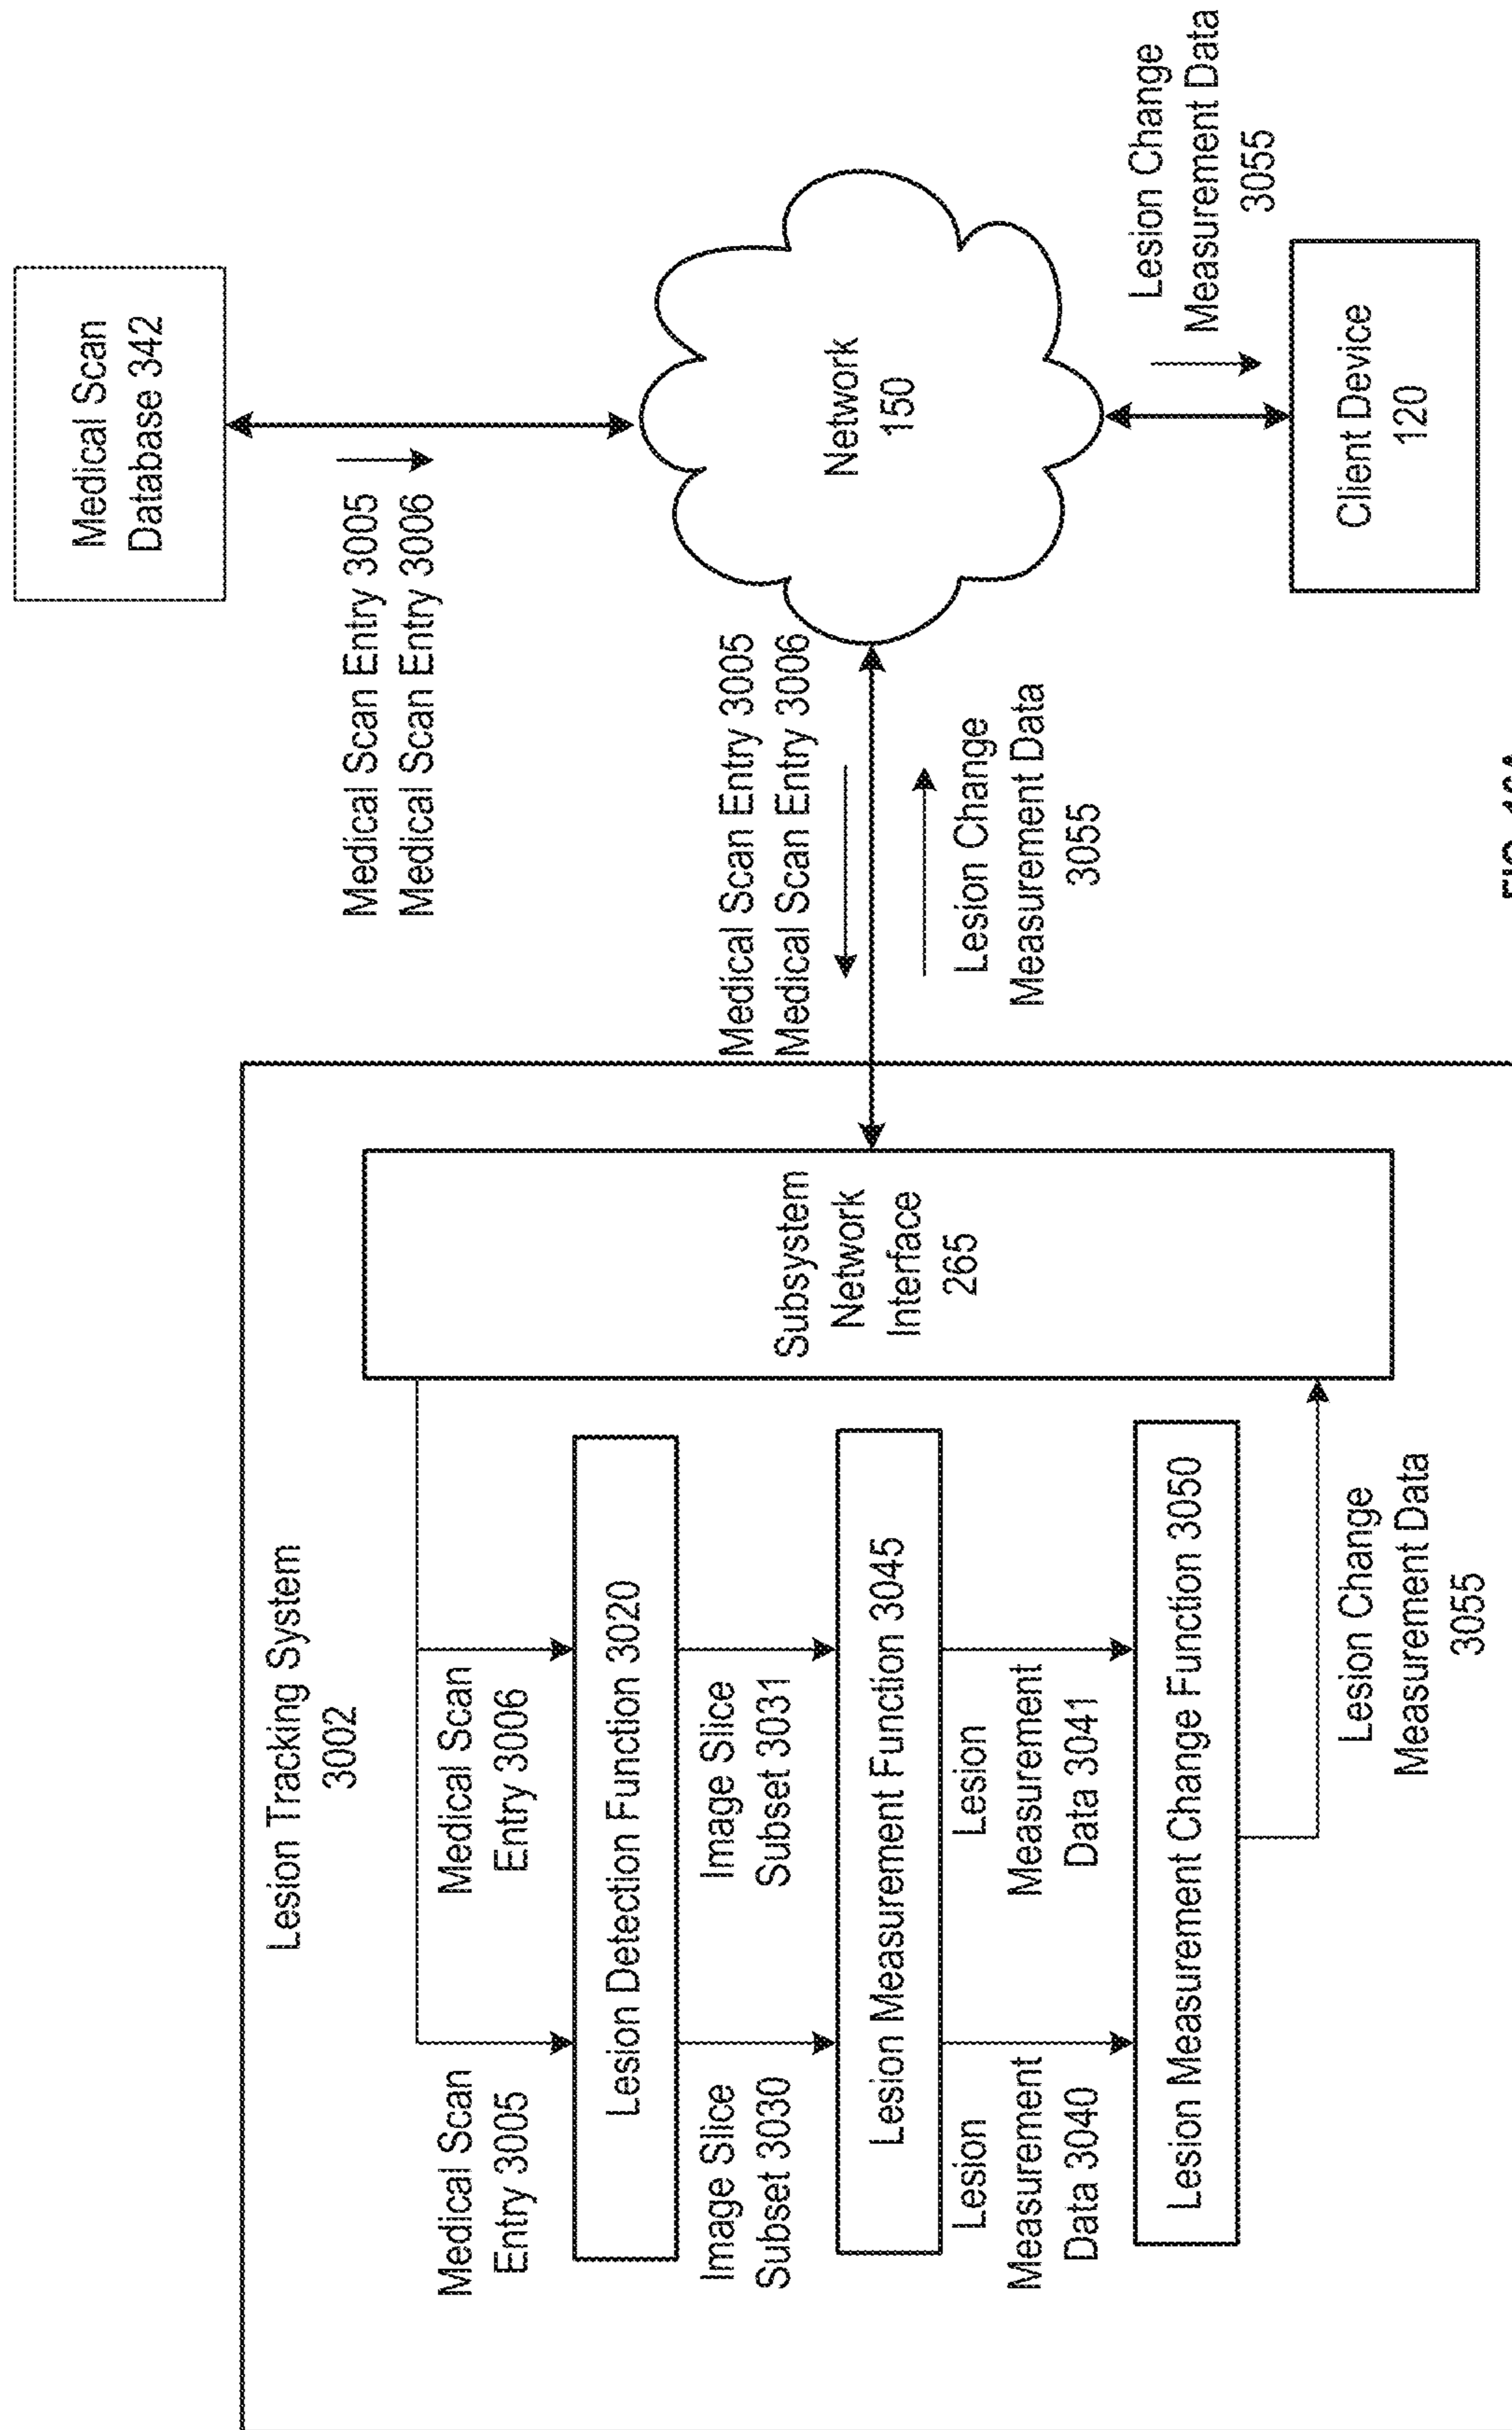 Lesion Tracking System
3002
Medical Scan
Entry 3005
Medical Scan
Entry 3006
Lesion Detection Function 3020
Image Slice
Subset 3030
Image Slice
Subset 3031
Lesion Measurement Function 3045
Lesion
Measurement
Data 3040
Lesion
Measurement
Data 3041
Lesion Measurement Change Function 3050
Lesion Change
Measurement Data
3055
Subsystem
Network
Interface
265
Medical Scan Entry 3005
Medical Scan Entry 3006
Lesion Change
Measurement Data
3055
Medical Scan
Database 342
Medical Scan Entry 3005
Medical Scan Entry 3006
Network
150
Lesion Change
Measurement Data
3055
Client Device
120